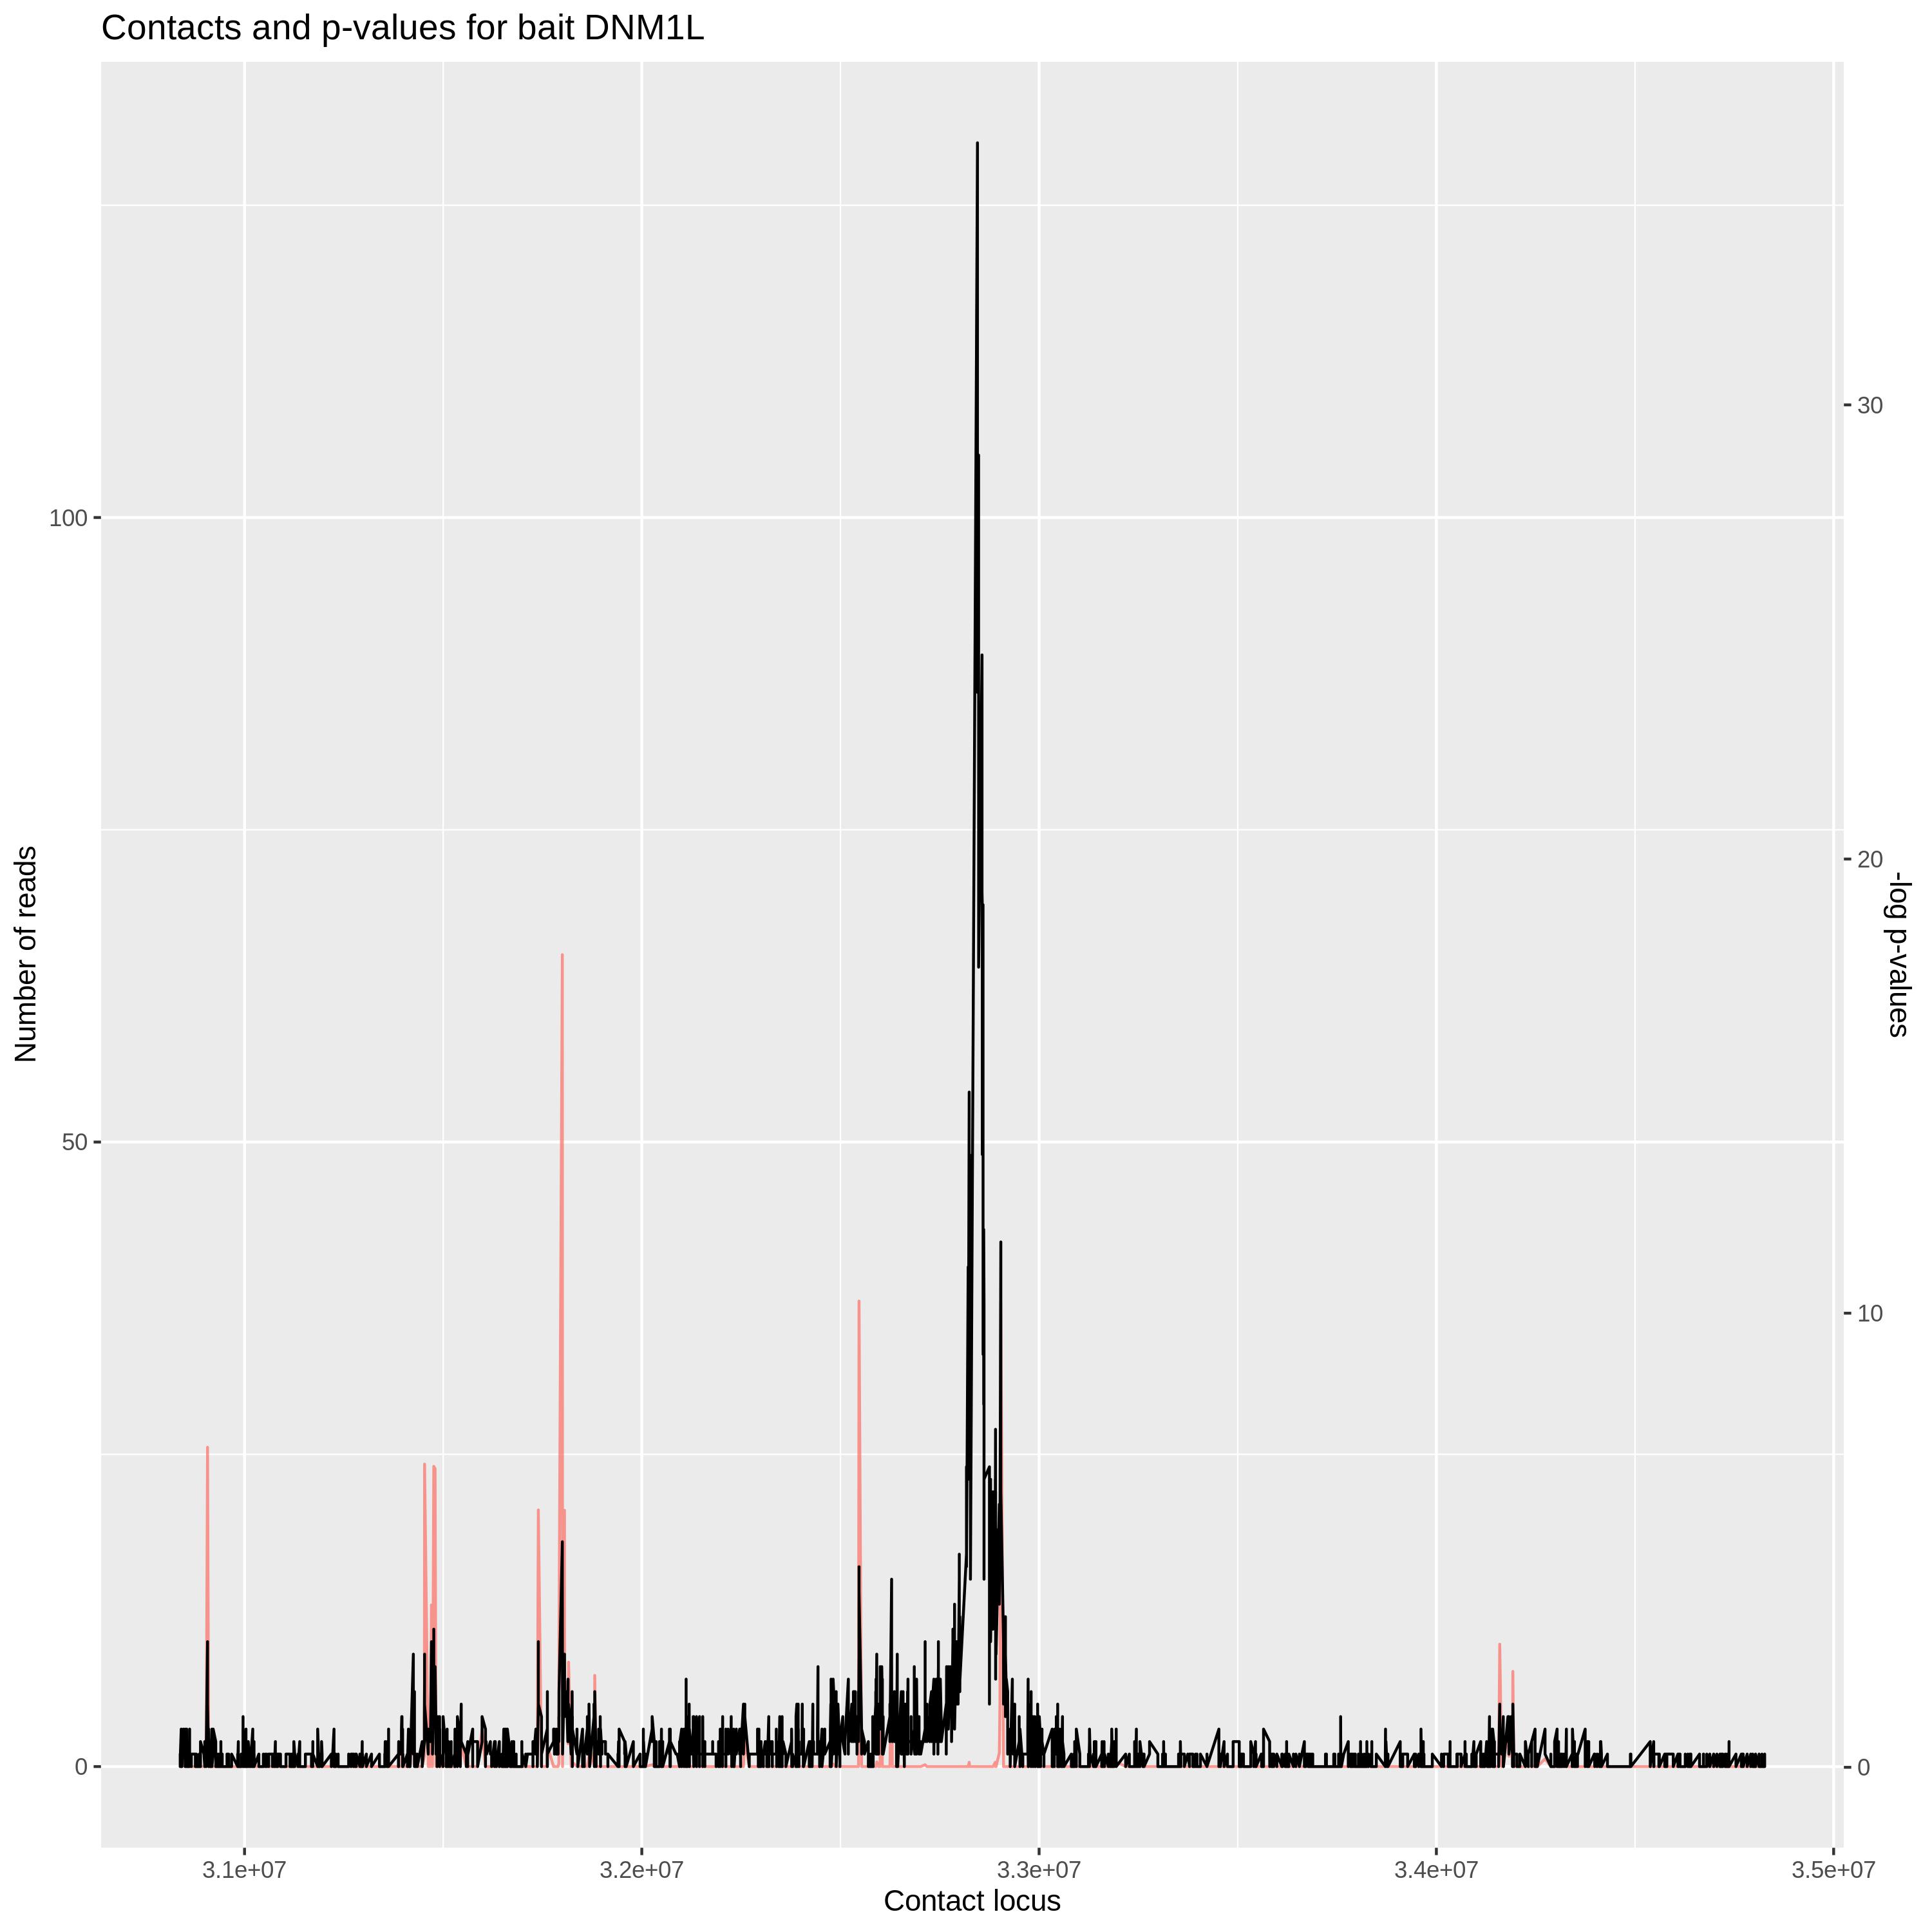 Contacts and p-values for bait DNM1L
Number of reads
100
50
0
30
20
10
0
-log p-values
3.1e+07
3.2e+07
3.3e+07
3.4e+07
3.5e+07
Contact locus